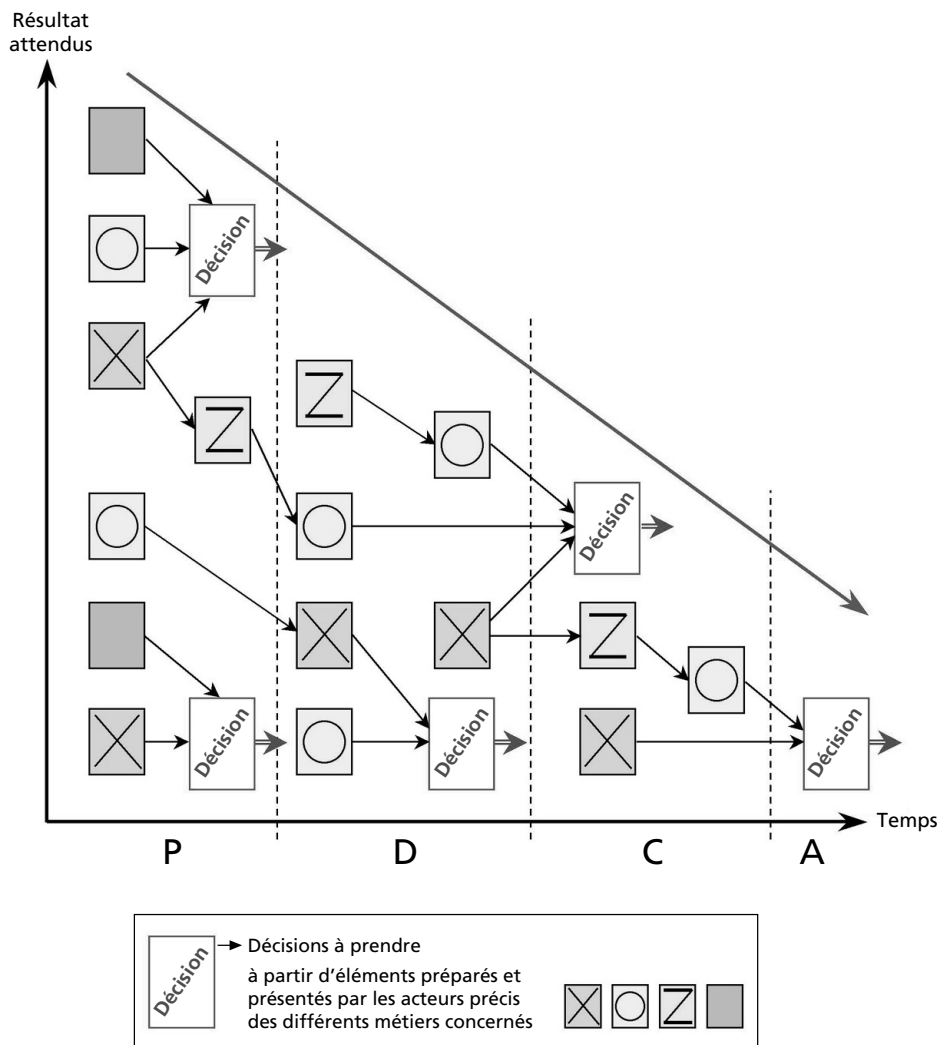 Résultat
attendus
Décision
Z
Z
Décision
Z
Décision
Décision
Décision
Temps
P
D
C
A
Décision
Décisions à prendre
à partir d’éléments préparés et
présentés par les acteurs précis
des différents métiers concernés
Z